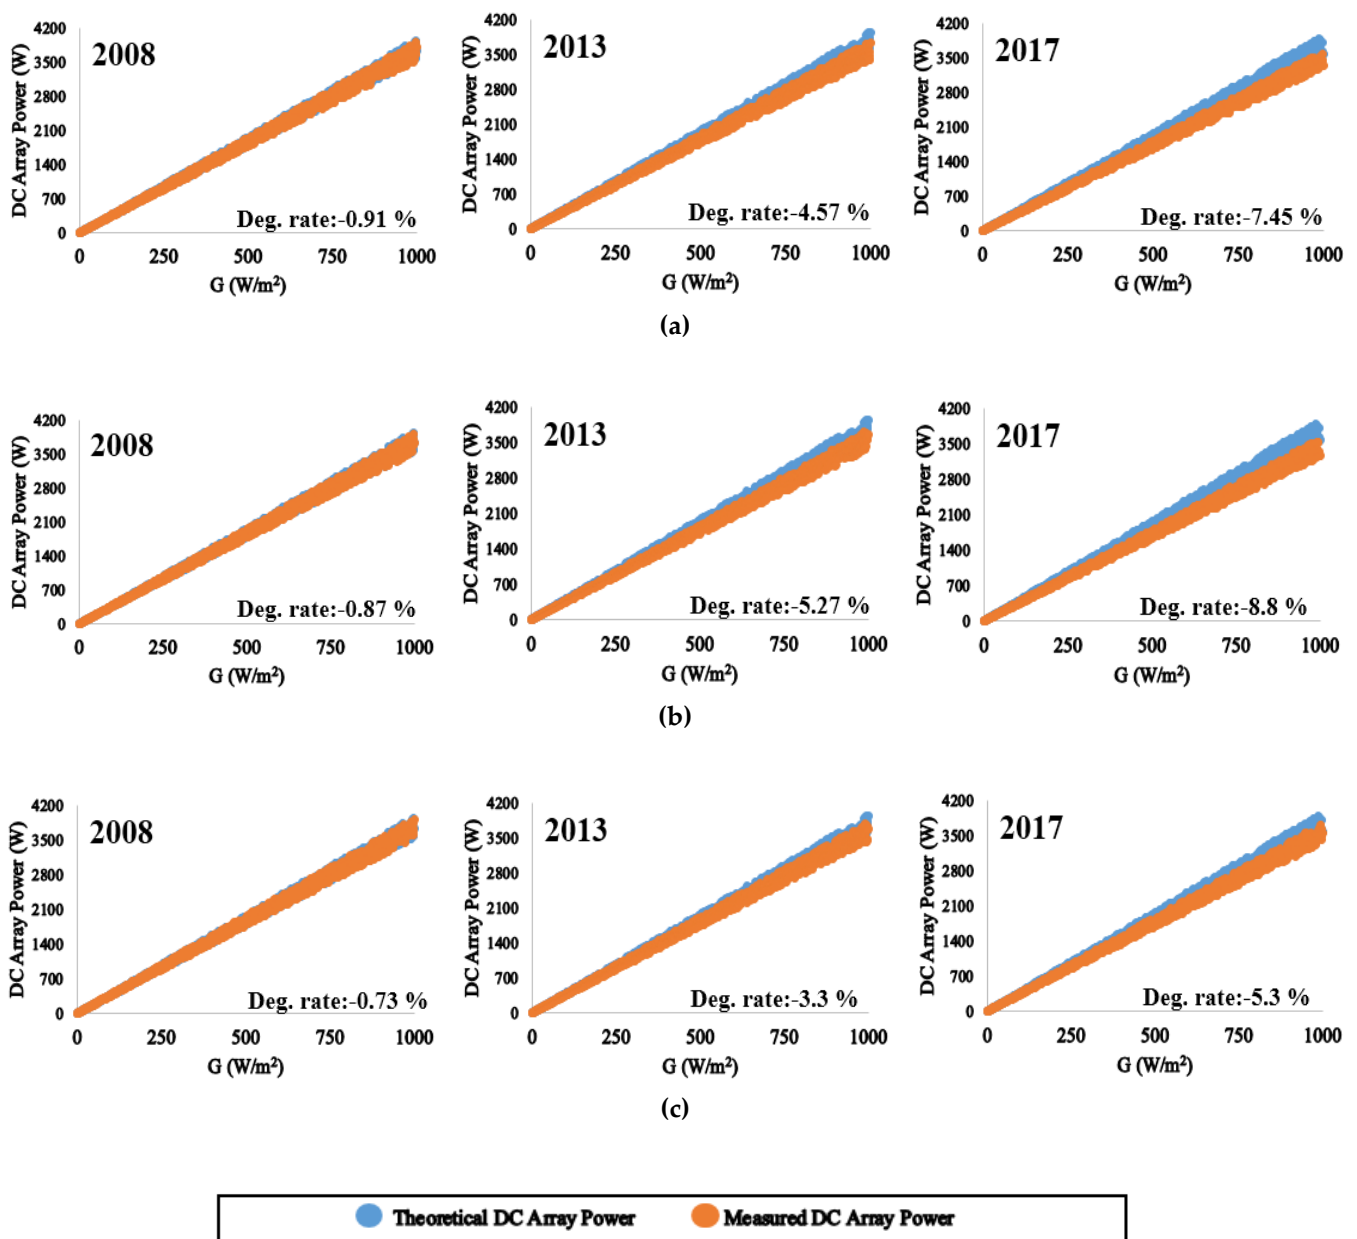 2008
DC Array Power (W)
4200
3500
2800
2100
1400
700
0
Deg. rate:-0.91 %
0 250 500 750 1000
G (W/m²)
2013
DC Array Power (W)
4200
3500
2800
2100
1400
700
0
Deg. rate:-4.57 %
0 250 500 750 1000
G (W/m²)
2017
DC Array Power (W)
4200
3500
2800
2100
1400
700
0
Deg. rate:-7.45 %
0 250 500 750 1000
G (W/m²)
(a)
2008
DC Array Power (W)
4200
3500
2800
2100
1400
700
0
Deg. rate:-0.87 %
0 250 500 750 1000
G (W/m²)
2013
DC Array Power (W)
4200
3500
2800
2100
1400
700
0
Deg. rate:-5.27 %
0 250 500 750 1000
G (W/m²)
2017
DC Array Power (W)
4200
3500
2800
2100
1400
700
0
Deg. rate:-8.8 %
0 250 500 750 1000
G (W/m²)
(b)
2008
DC Array Power (W)
4200
3500
2800
2100
1400
700
0
Deg. rate:-0.73 %
0 250 500 750 1000
G (W/m²)
2013
DC Array Power (W)
4200
3500
2800
2100
1400
700
0
Deg. rate:-3.3 %
0 250 500 750 1000
G (W/m²)
2017
DC Array Power (W)
4200
3500
2800
2100
1400
700
0
Deg. rate:-5.3 %
0 250 500 750 1000
G (W/m²)
(c)
Theoretical DC Array Power Measured DC Array Power